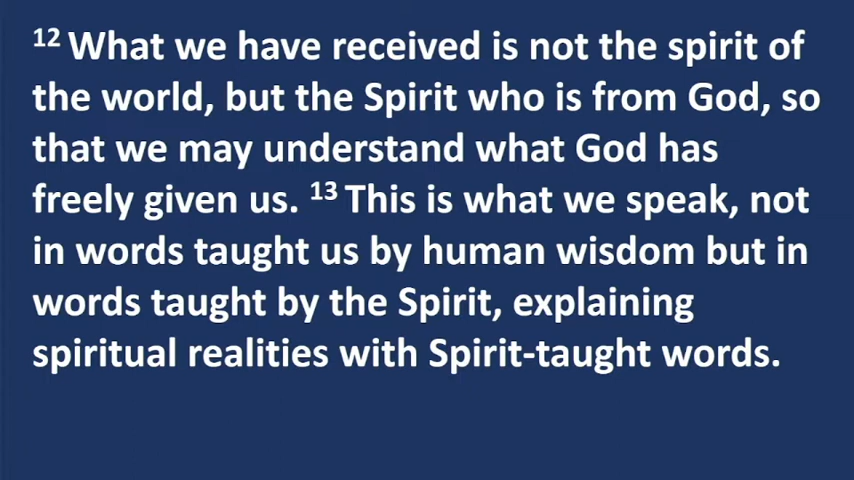 12 What we have received is not the spirit of
the world, but the Spirit who is from God, so
that we may understand what God has
freely given us. 13 This is what we speak, not
in words taught us by human wisdom but in
words taught by the Spirit, explaining
spiritual realities with Spirit-taught words.